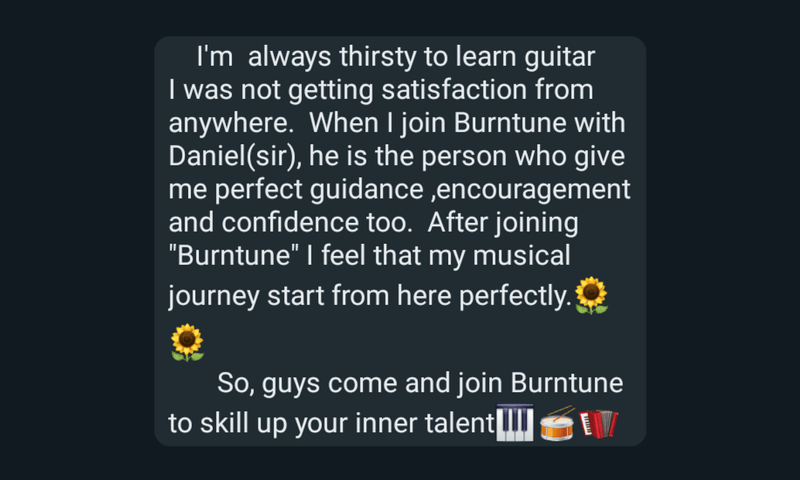 I'm  always thirsty to learn guitar
I was not getting satisfaction from
anywhere.  When I join Burntune with
Daniel(sir), he is the person who give
me perfect guidance ,encouragement
and confidence too.  After joining
"Burntune" I feel that my musical
journey start from here perfectly.🌻
🌻
So, guys come and join Burntune
to skill up your inner talent🎹🥁🪗